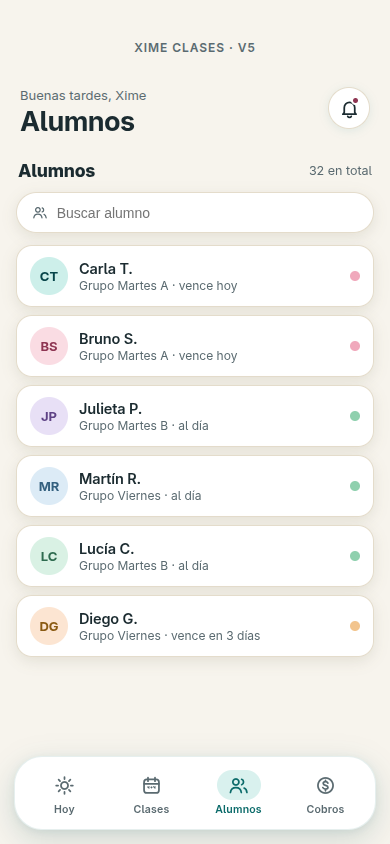 XIME CLASES · V5
Buenas tardes, Xime
Alumnos
Alumnos
32 en total
Buscar alumno
CT
Carla T.
Grupo Martes A · vence hoy
BS
Bruno S.
Grupo Martes A · vence hoy
JP
Julieta P.
Grupo Martes B · al día
MR
Martín R.
Grupo Viernes · al día
LC
Lucía C.
Grupo Martes B · al día
DG
Diego G.
Grupo Viernes · vence en 3 días
Hoy
Clases
Alumnos
Cobros